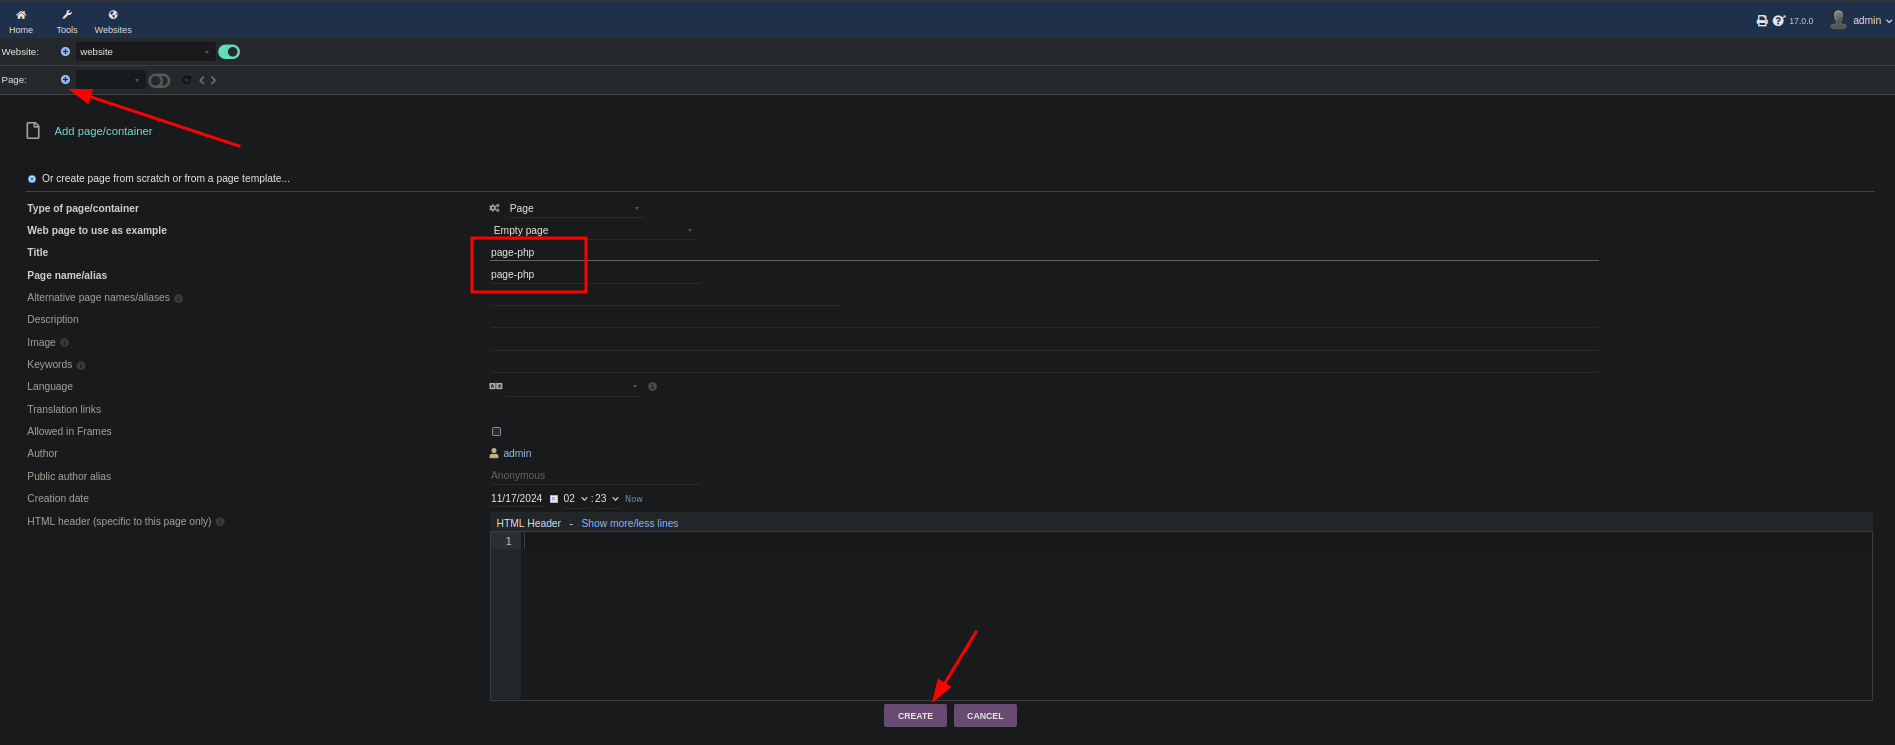 Home Tools Websites 17.0.0 admin
Website: website
Page:
Add page/container
Or create page from scratch or from a page template...
Type of page/container Page
Web page to use as example Empty page
Title page-php
Page name/alias page-php
Alternative page names/aliases
Description
Image
Keywords
Language
Translation links
Allowed in Frames
Author admin
Public author alias Anonymous
Creation date 11/17/2024 02 : 23 Now
HTML header (specific to this page only)
HTML Header - Show more/less lines
1
CREATE CANCEL